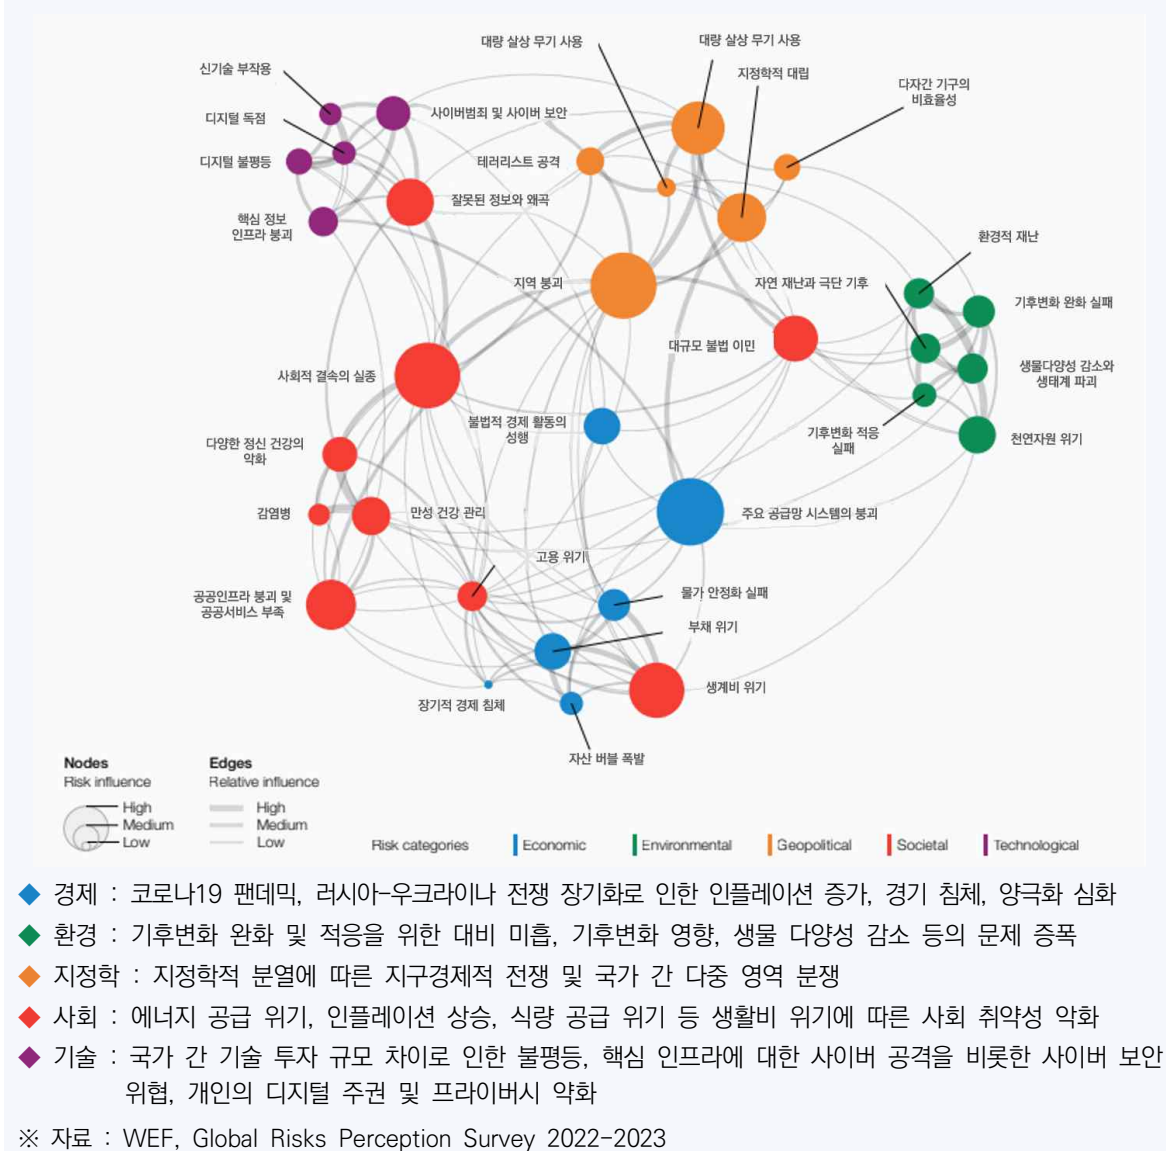 대량 살상 무기 사용
대량 살상 무기 사용
신기술 부작용
지정학적 대립
다자간 기구의
비효율성
디지털 독점
사이버범죄 및 사이버 보안
디지털 불평등
테러리스트 공격
잘못된 정보와 왜곡
핵심 정보
인프라 붕괴
환경적 재난
지역 붕괴
자연 재난과 극단 기후
기후변화 완화 실패
대규모 불법 이민
사회적 결속의 실종
생물다양성 감소와
생태계 파괴
불법적 경제 활동의
성행
다양한 정신 건강의
악화
기후변화 적응
실패
천연자원 위기
감염병
만성 건강 관리
주요 공급망 시스템의 붕괴
고용 위기
공공인프라 붕괴 및
공공서비스 부족
물가 안정화 실패
부채 위기
생계비 위기
장기적 경제 침체
자산 버블 폭발
Nodes
Risk influence
High
Medium
Low
Edges
Relative influence
High
Medium
Low
Risk categories
Economic
Environmental
Geopolitical
Societal
Technological
◆ 경제 : 코로나19 팬데믹, 러시아-우크라이나 전쟁 장기화로 인한 인플레이션 증가, 경기 침체, 양극화 심화
◆ 환경 : 기후변화 완화 및 적응을 위한 대비 미흡, 기후변화 영향, 생물 다양성 감소 등의 문제 증폭
◆ 지정학 : 지정학적 분열에 따른 지구경제적 전쟁 및 국가 간 다중 영역 분쟁
◆ 사회 : 에너지 공급 위기, 인플레이션 상승, 식량 공급 위기 등 생활비 위기에 따른 사회 취약성 악화
◆ 기술 : 국가 간 기술 투자 규모 차이로 인한 불평등, 핵심 인프라에 대한 사이버 공격을 비롯한 사이버 보안
위협, 개인의 디지털 주권 및 프라이버시 약화
※ 자료 : WEF, Global Risks Perception Survey 2022-2023